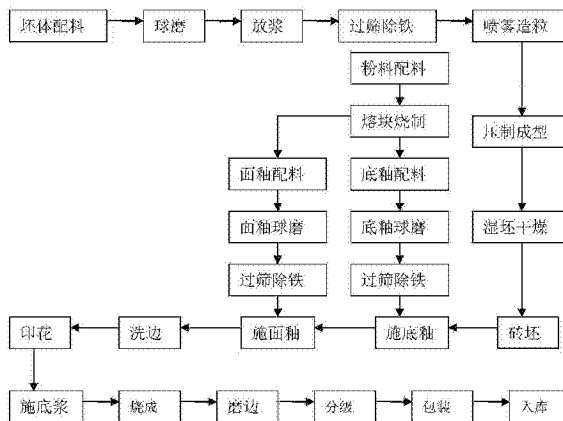 坯体配料 球磨 放浆 过筛除铁 喷雾造粒
粉料配料
熔块烧制 压制成型
面釉配料 底釉配料
面釉球磨 底釉球磨 湿坯干燥
过筛除铁 过筛除铁
印花 洗边 施面釉 施底釉 砖坯
施底浆 烧成 磨边 分级 包装 入库